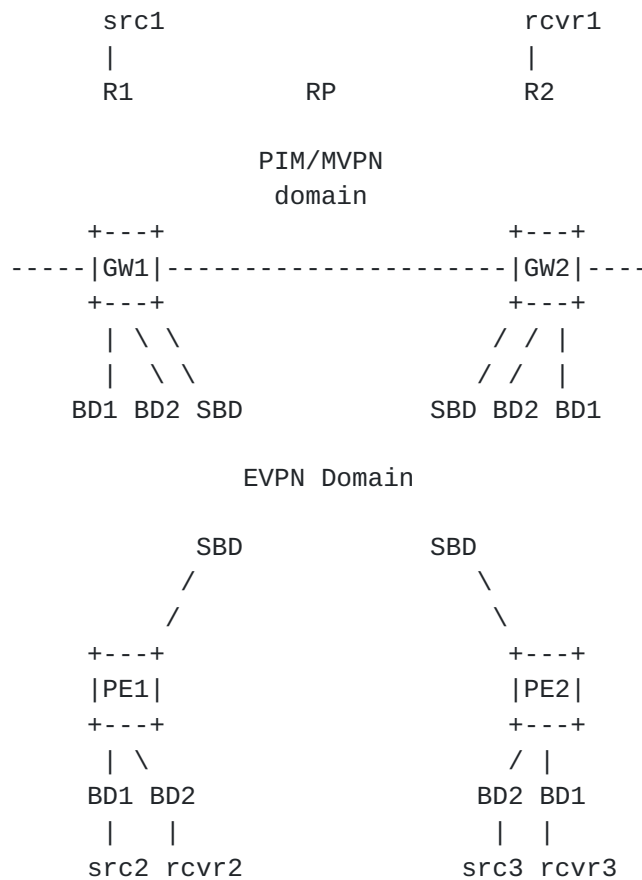 src1 rcvr1
| |
R1 RP R2
PIM/MVPN
domain
+---+ +---+
-----|GW1|----------------------|GW2|----
+---+ +---+
| \ \ / / |
| \ \ / / |
BD1 BD2 SBD SBD BD2 BD1
EVPN Domain
SBD SBD
/ \
/ \
+---+ +---+
|PE1| |PE2|
+---+ +---+
| \ / |
BD1 BD2 BD2 BD1
| | | |
src2 rcvr2 src3 rcvr3